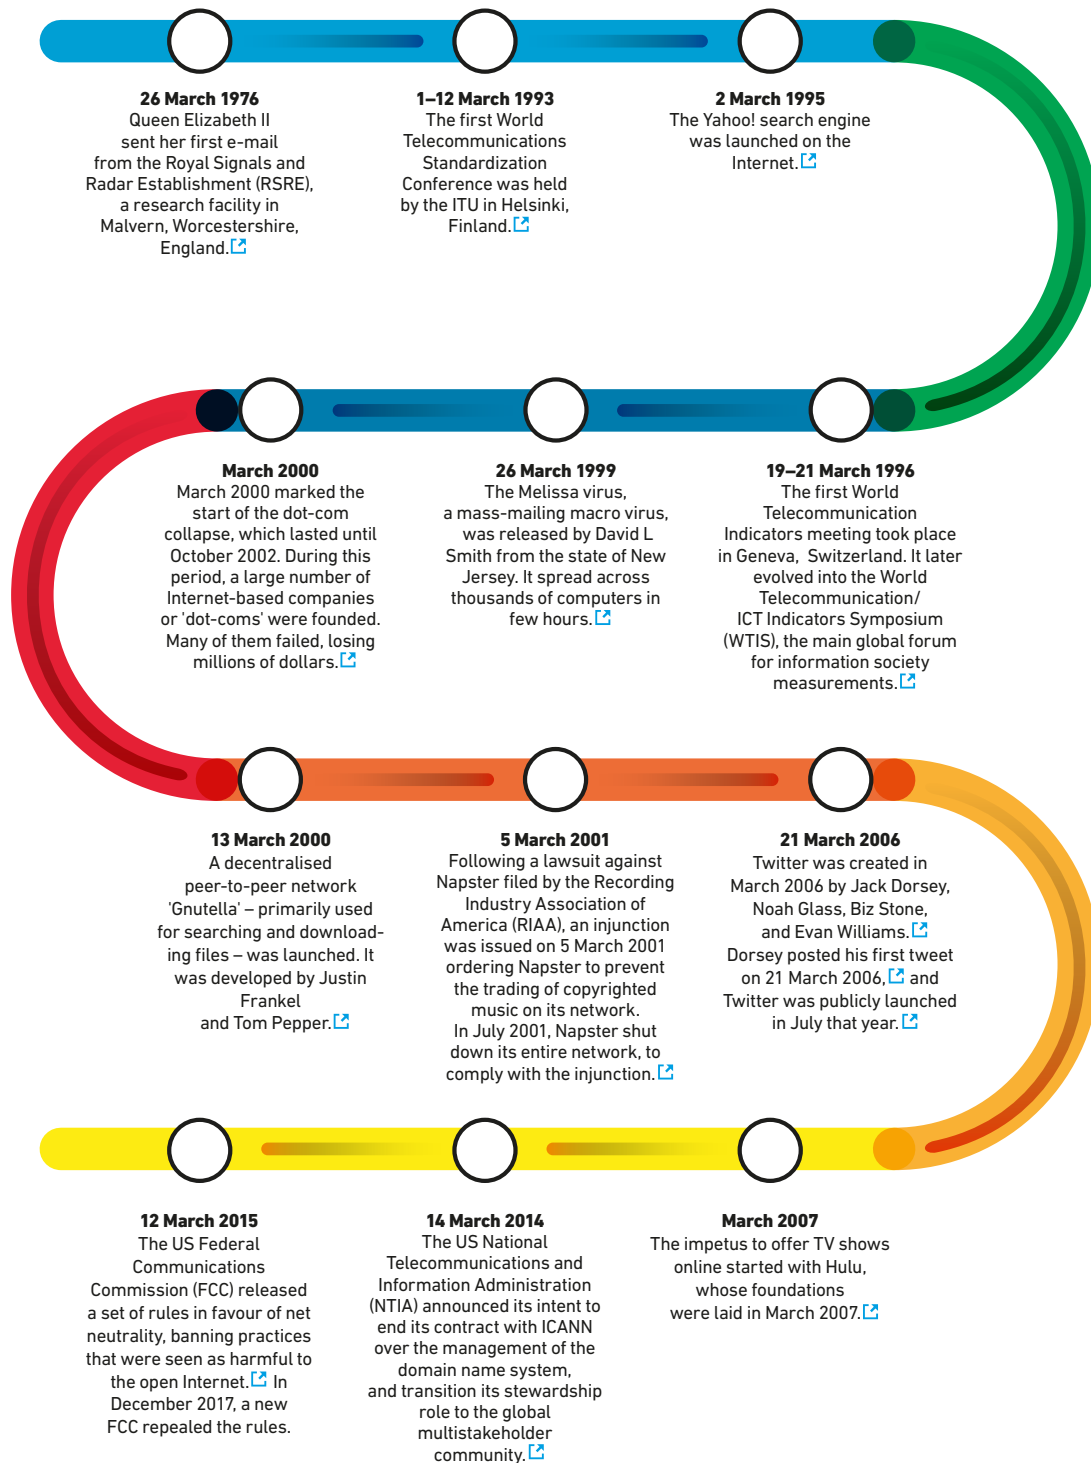 26 March 1976
Queen Elizabeth II
sent her first e-mail
from the Royal Signals and
Radar Establishment (RSRE),
a research facility in
Malvern, Worcestershire,
England.
1–12 March 1993
The first World
Telecommunications
Standardization
Conference was held
by the ITU in Helsinki,
Finland.
2 March 1995
The Yahoo! search engine
was launched on the
Internet.
March 2000
March 2000 marked the
start of the dot-com
collapse, which lasted until
October 2002. During this
period, a large number of
Internet-based companies
or 'dot-coms' were founded.
Many of them failed, losing
millions of dollars.
26 March 1999
The Melissa virus,
a mass-mailing macro virus,
was released by David L
Smith from the state of New
Jersey. It spread across
thousands of computers in
few hours.
19–21 March 1996
The first World
Telecommunication
Indicators meeting took place
in Geneva, Switzerland. It later
evolved into the World
Telecommunication/
ICT Indicators Symposium
(WTIS), the main global forum
for information society
measurements.
13 March 2000
A decentralised
peer-to-peer network
'Gnutella' – primarily used
for searching and download-
ing files – was launched. It
was developed by Justin
Frankel
and Tom Pepper.
5 March 2001
Following a lawsuit against
Napster filed by the Recording
Industry Association of
America (RIAA), an injunction
was issued on 5 March 2001
ordering Napster to prevent
the trading of copyrighted
music on its network.
In July 2001, Napster shut
down its entire network, to
comply with the injunction.
21 March 2006
Twitter was created in
March 2006 by Jack Dorsey,
Noah Glass, Biz Stone,
and Evan Williams.
Dorsey posted his first tweet
on 21 March 2006, and
Twitter was publicly launched
in July that year.
12 March 2015
The US Federal
Communications
Commission (FCC) released
a set of rules in favour of net
neutrality, banning practices
that were seen as harmful to
the open Internet. In
December 2017, a new
FCC repealed the rules.
14 March 2014
The US National
Telecommunications and
Information Administration
(NTIA) announced its intent to
end its contract with ICANN
over the management of the
domain name system,
and transition its stewardship
role to the global
multistakeholder
community.
March 2007
The impetus to offer TV shows
online started with Hulu,
whose foundations
were laid in March 2007.